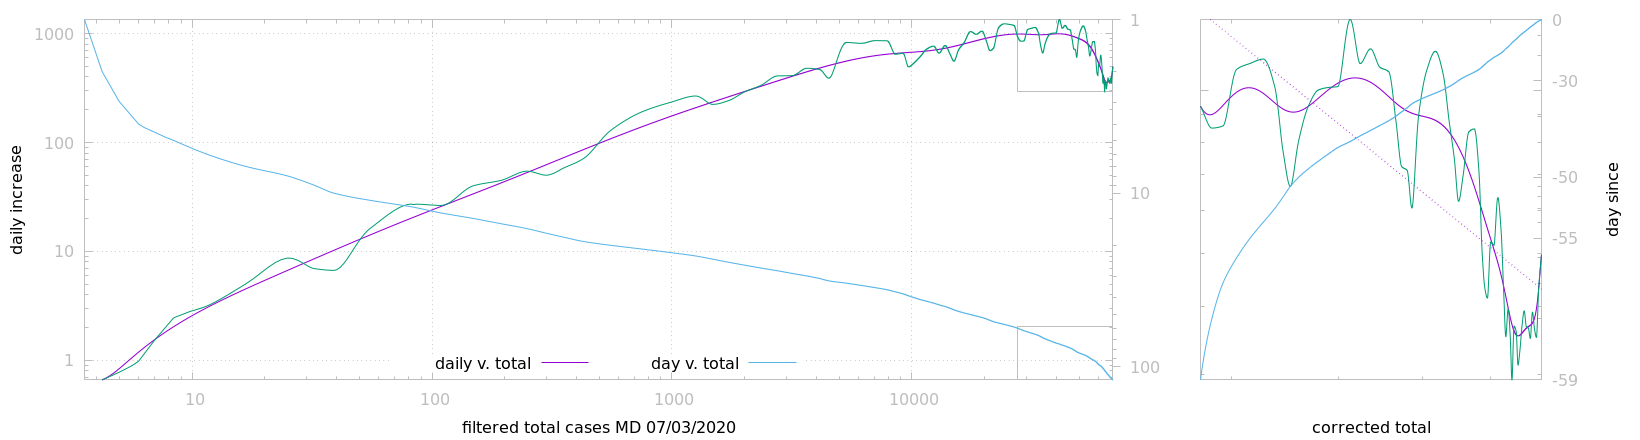 1000
100
10
1
daily increase
10
100
1000
10000
filtered total cases MD 07/03/2020
daily v. total
day v. total
1
10
100
0
-30
-50
-55
-59
day since
corrected total